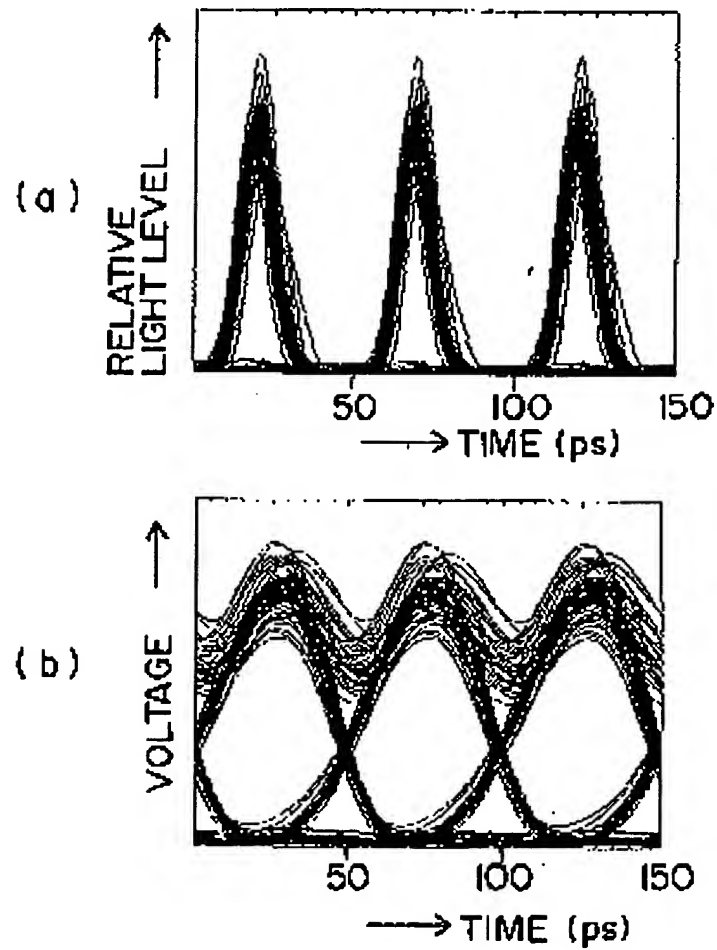 (a)
RELATIVE
LIGHT LEVEL
50
100
150
TIME (ps)
(b)
VOLTAGE
50
100
150
TIME (ps)